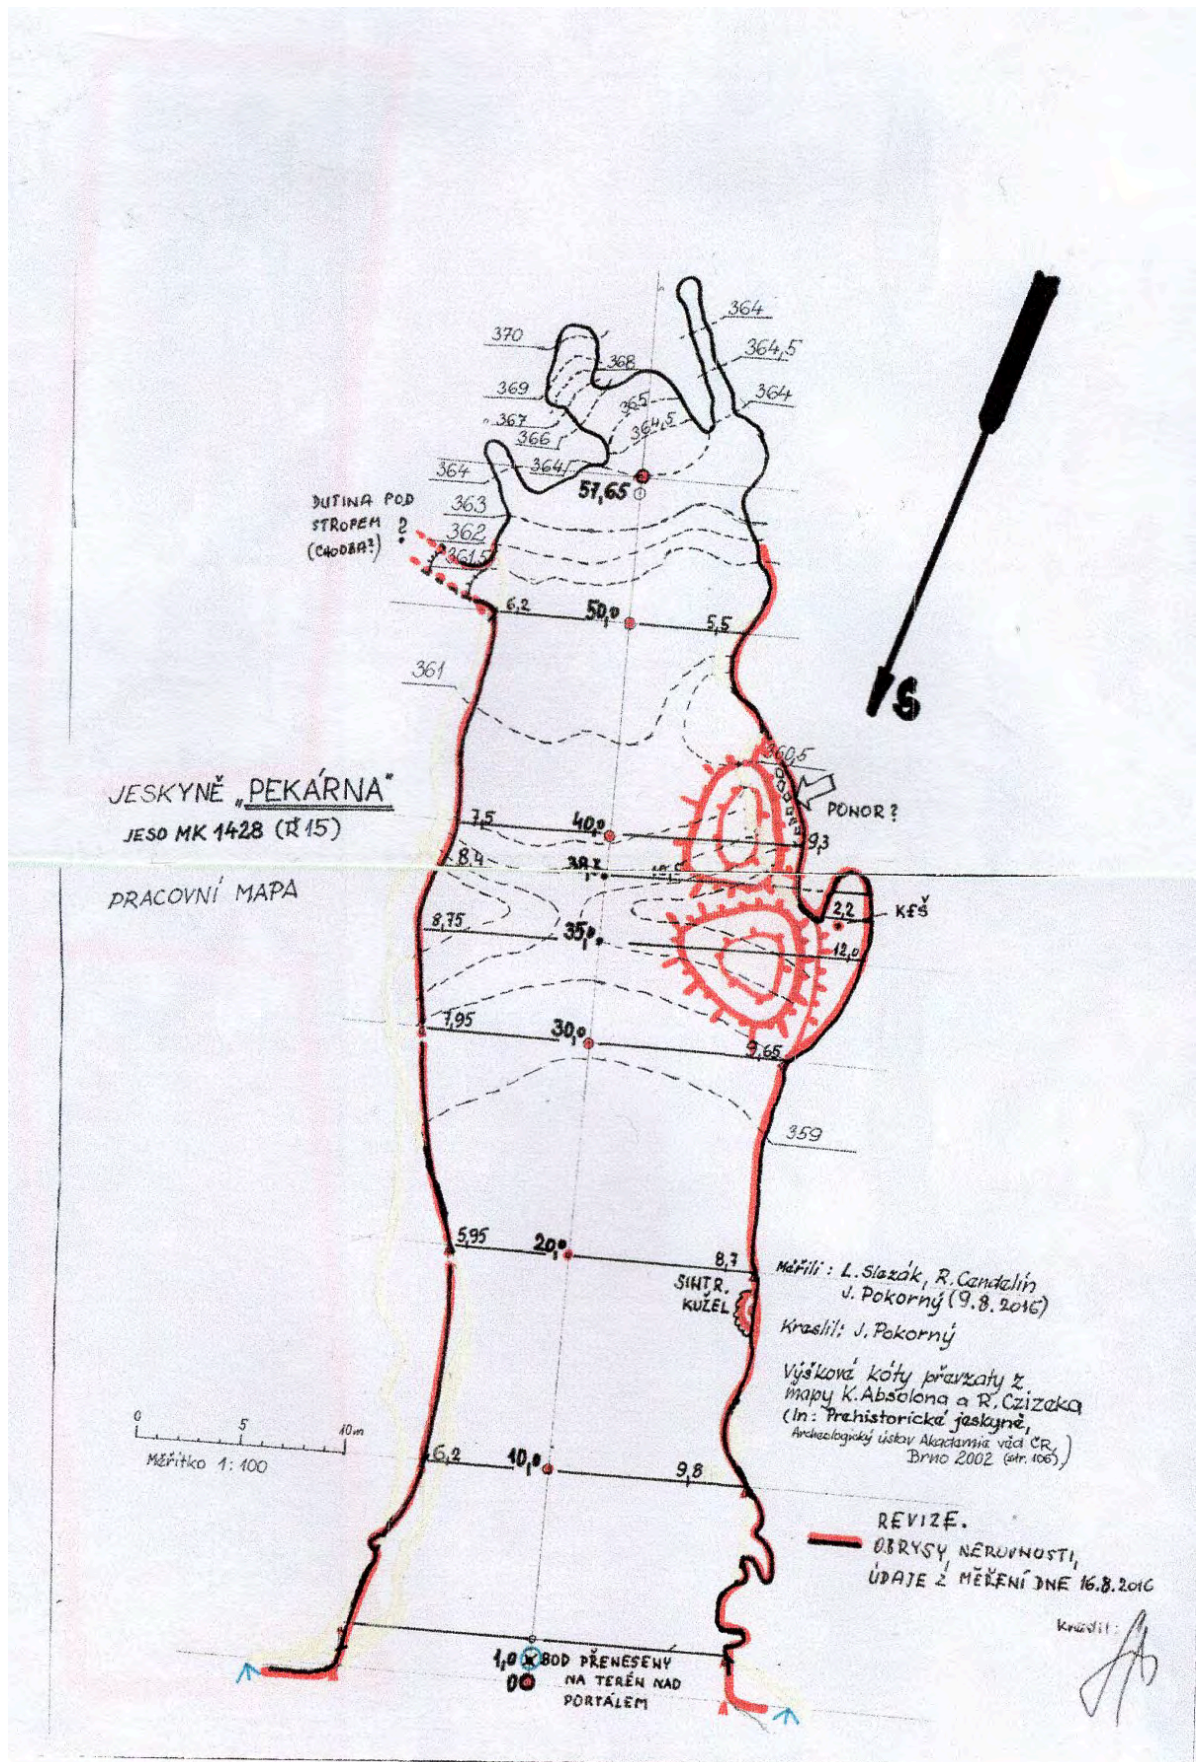 364
370
364,5
368
369
365
364
367
364,5
366
364
364
57,65
DUTINA POD
STROPEM ?
(CHODBA?)
363
362
361,5
6,2
50,0
5,5
361
360,5
JESKYNĚ „PEKÁRNA"
JESO MK 1428 (Ř 15)
PONOR ?
7,5
40,0
9,3
8,4
PRACOVNÍ MAPA
2,2
KEŠ
8,75
35,0
12,0
7,95
30,0
9,65
359
5,95
20,0
8,7
SINTR.
KUŽEL
Měřili: L. Slezák, R. Cendelín
J. Pokorný (9.8.2016)
Kreslil: J. Pokorný
Výškové kóty převzaty z
mapy K. Absolona a R. Czizeka
(In: Prehistorické jeskyně,
Archeologický ústav Akademie věd ČR,
Brno 2002 (str. 106),)
0 5 10m
Měřítko 1:100
6,2
10,0
9,8
REVIZE.
OBRYSY, NEROVNOSTI,
ÚDAJE Z MĚŘENÍ DNE 16.8.2016
Kreslil:
1,0 BOD PŘENESENY
0 NA TERÉN NAD
PORTÁLEM
S